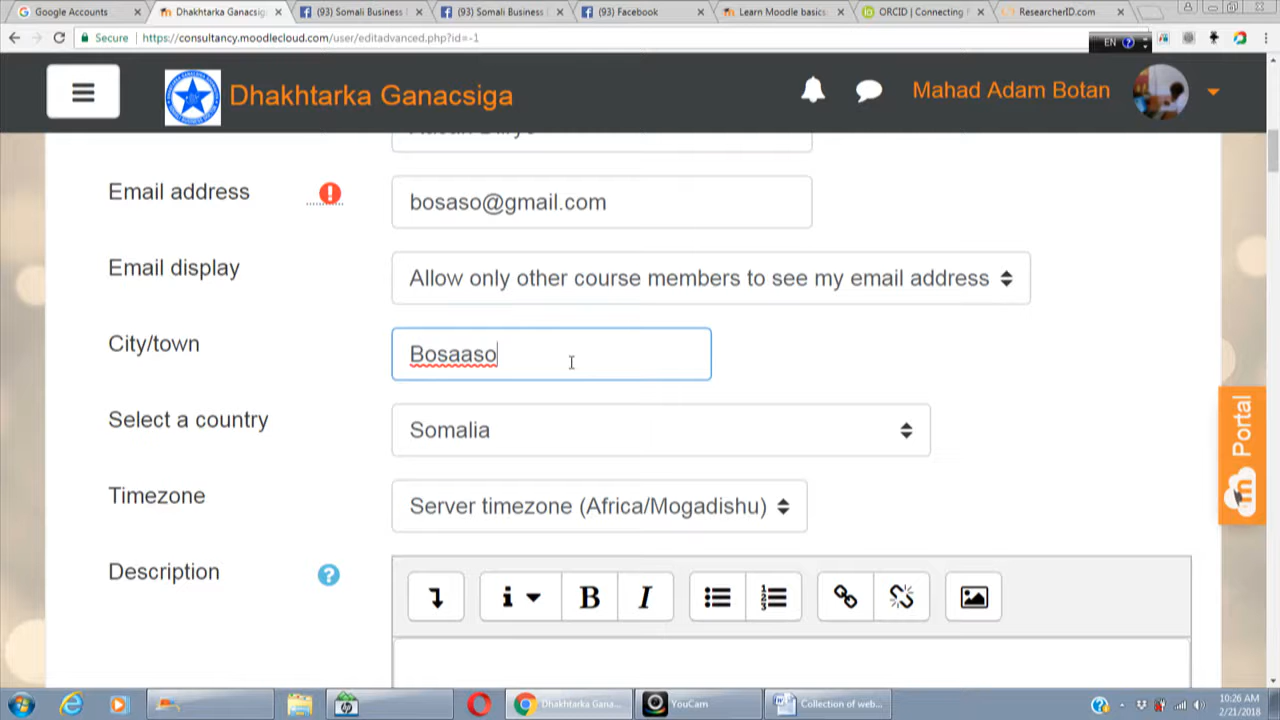 Google Accounts
Dhakhtarka Ganacsiga
(93) Somali Business
(93) Somali Business
(93) Facebook
Learn Moodle basics
ORCID | Connecting
ResearcherID.com
Secure
https://consultancy.moodlecloud.com/user/editadvanced.php?id=-1
EN
Dhakhtarka Ganacsiga
Mahad Adam Botan
Email address
bosaso@gmail.com
Email display
Allow only other course members to see my email address
City/town
Bosaaso
Select a country
Somalia
Timezone
Server timezone (Africa/Mogadishu)
Description
B I
Portal
Dhakhtarka Gana...
YouCam
Collection of web...
10:26 AM
2/21/2018